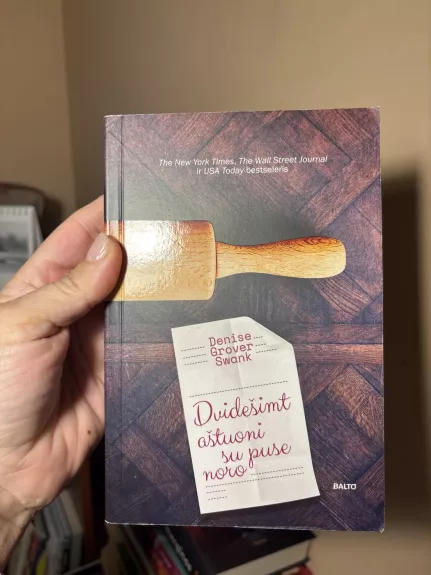 The New York Times, The Wall Street Journal
ir USA Today bestseleris
Denise
Grover
Swank
Dvidešimt
aštuoni
su puse
noro
BALTO